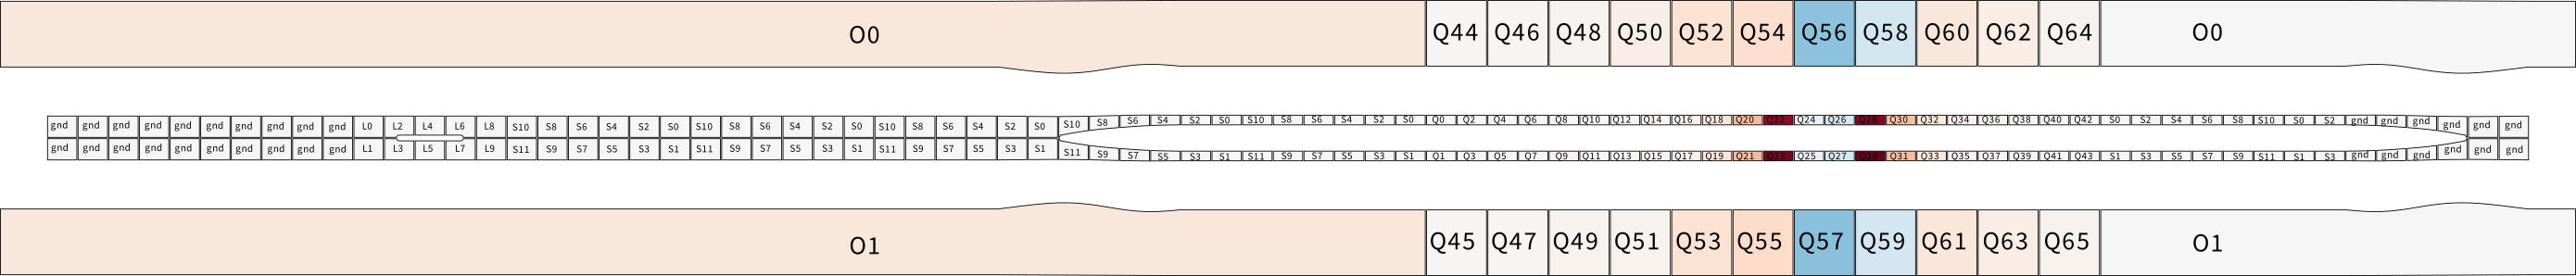 O0 Q44 Q46 Q48 Q50 Q52 Q54 Q56 Q58 Q60 Q62 Q64 O0
gnd gnd gnd gnd gnd gnd gnd gnd gnd gnd L0 L2 L4 L6 L8 S10 S8 S6 S4 S2 S0 S10 S8 S6 S4 S2 S0 S10 S8 S6 S4 S2 S0 S10 S8 S6 S4 S2 S0 S10 S8 S6 S4 S2 S0 Q0 Q2 Q4 Q6 Q8 Q10 Q12 Q14 Q16 Q18 Q20 Q22 Q24 Q26 Q28 Q30 Q32 Q34 Q36 Q38 Q40 Q42 S0 S2 S4 S6 S8 S10 S0 S2 gnd gnd gnd gnd gnd gnd
gnd gnd gnd gnd gnd gnd gnd gnd gnd gnd L1 L3 L5 L7 L9 S11 S9 S7 S5 S3 S1 S11 S9 S7 S5 S3 S1 S11 S9 S7 S5 S3 S1 S11 S9 S7 S5 S3 S1 S11 S9 S7 S5 S3 S1 Q1 Q3 Q5 Q7 Q9 Q11 Q13 Q15 Q17 Q19 Q21 Q23 Q25 Q27 Q29 Q31 Q33 Q35 Q37 Q39 Q41 Q43 S1 S3 S5 S7 S9 S11 S1 S3 gnd gnd gnd gnd gnd gnd
O1 Q45 Q47 Q49 Q51 Q53 Q55 Q57 Q59 Q61 Q63 Q65 O1